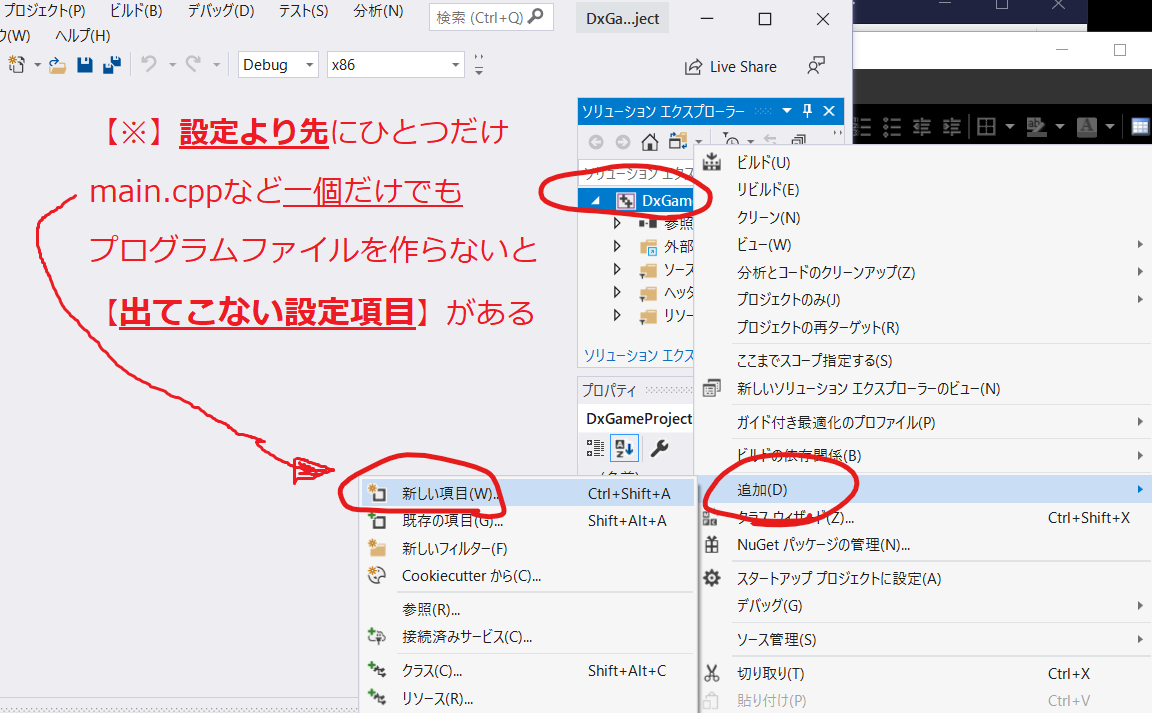 プロジェクト(P) ビルド(B) デバッグ(D) テスト(S) 分析(N) 検索 (Ctrl+Q) DxGa...ject
ウ(W) ヘルプ(H)
Debug x86 Live Share
【※】設定より先にひとつだけ
main.cppなど一個だけでも
プログラムファイルを作らないと
【出てこない設定項目】がある
ソリューション エクスプローラー
ソリューション エクス
DxGam
参照
外部
ソース
ヘッダ
リソー
ソリューション エクス
プロパティ
DxGameProject
(名前)
ビルド(U)
リビルド(E)
クリーン(N)
ビュー(W)
分析とコードのクリーンアップ(Z)
プロジェクトのみ(J)
プロジェクトの再ターゲット(R)
ここまでスコープ指定する(S)
新しいソリューション エクスプローラーのビュー(N)
ガイド付き最適化のプロファイル(P)
ビルドの依存関係(B)
追加(D)
クラス ウィザード(Z)... Ctrl+Shift+X
NuGet パッケージの管理(N)...
スタートアップ プロジェクトに設定(A)
デバッグ(G)
ソース管理(S)
切り取り(T) Ctrl+X
貼り付け(P) Ctrl+V
新しい項目(W)... Ctrl+Shift+A
既存の項目(G)... Shift+Alt+A
新しいフィルター(F)
Cookiecutter から(C)...
参照(R)...
接続済みサービス(C)...
クラス(C)... Shift+Alt+C
リソース(R)...